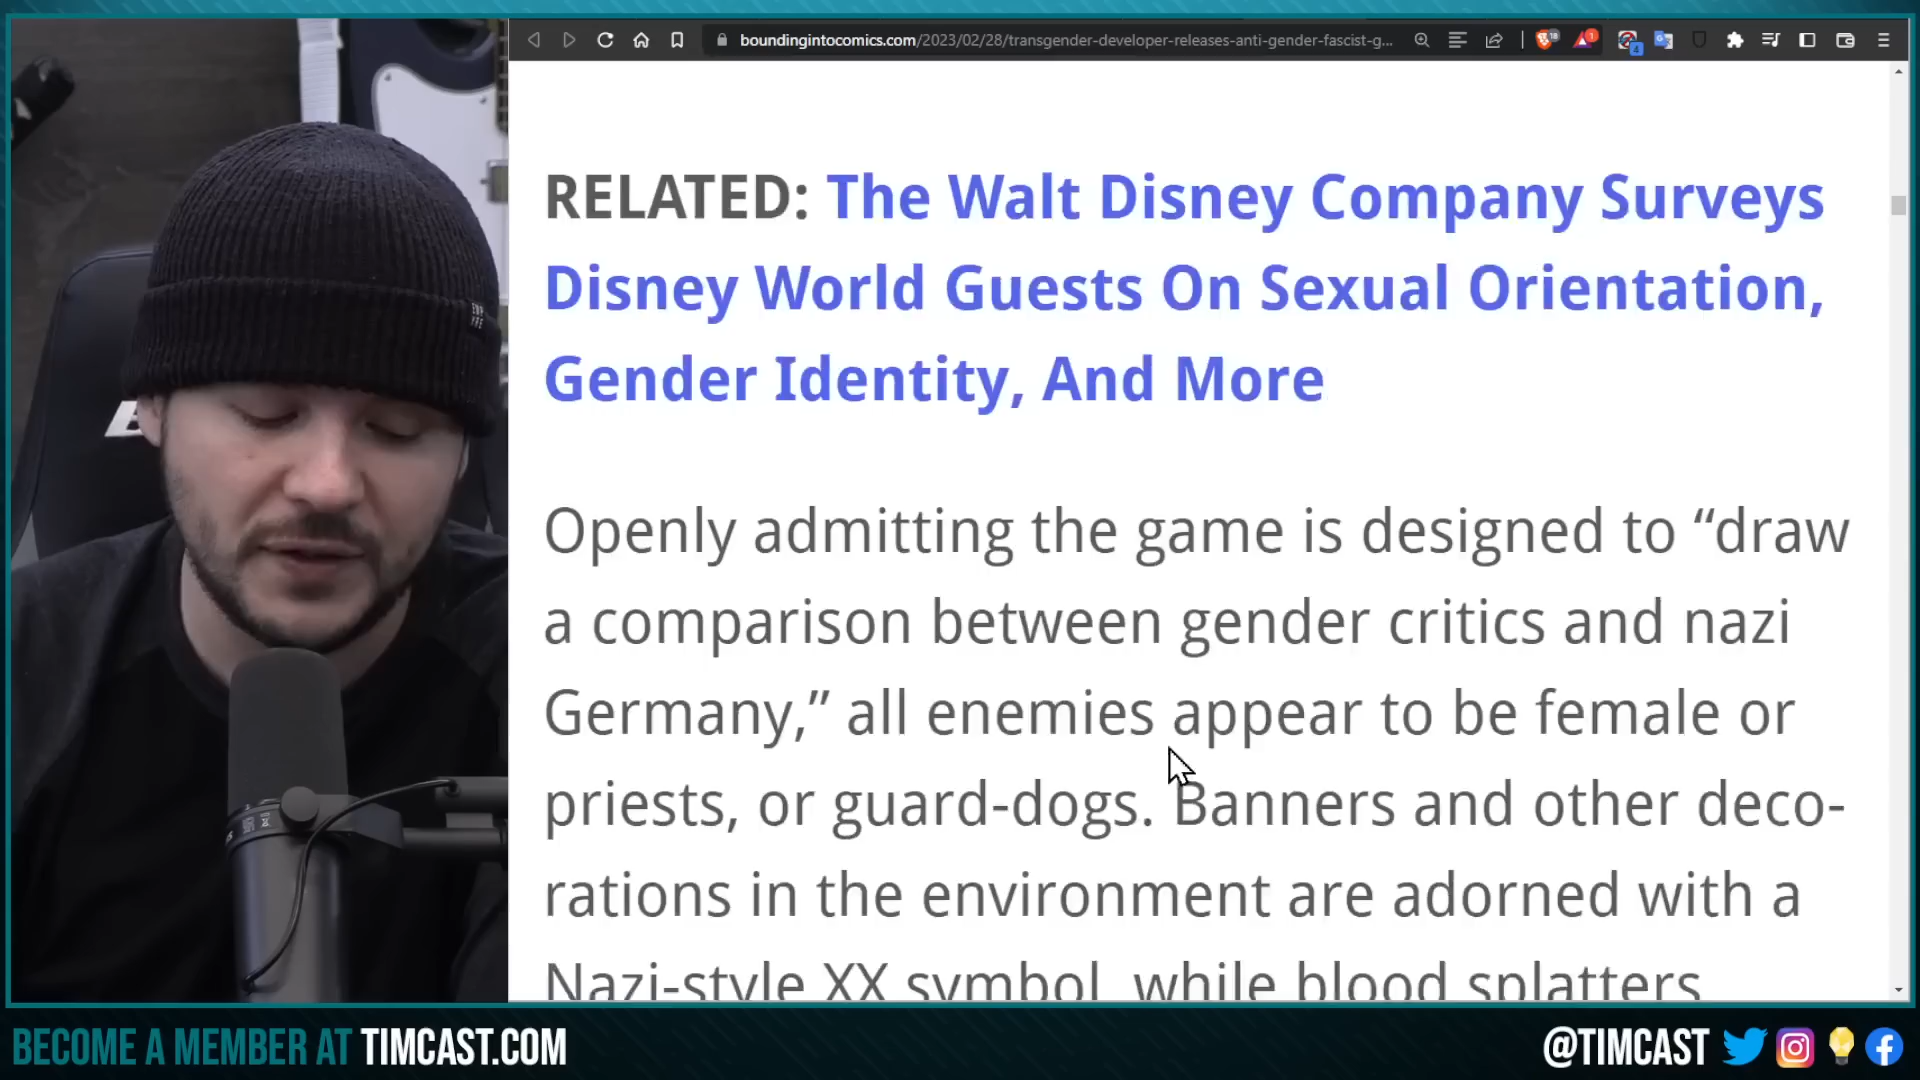 boundingintocomics.com/2023/02/28/transgender-developer-releases-anti-gender-fascist-g...
RELATED: The Walt Disney Company Surveys
Disney World Guests On Sexual Orientation,
Gender Identity, And More
Openly admitting the game is designed to “draw
a comparison between gender critics and nazi
Germany,” all enemies appear to be female or
priests, or guard-dogs. Banners and other deco-
rations in the environment are adorned with a
Nazi-style XX symbol, while blood splatters
BECOME A MEMBER AT TIMCAST.COM
@TIMCAST